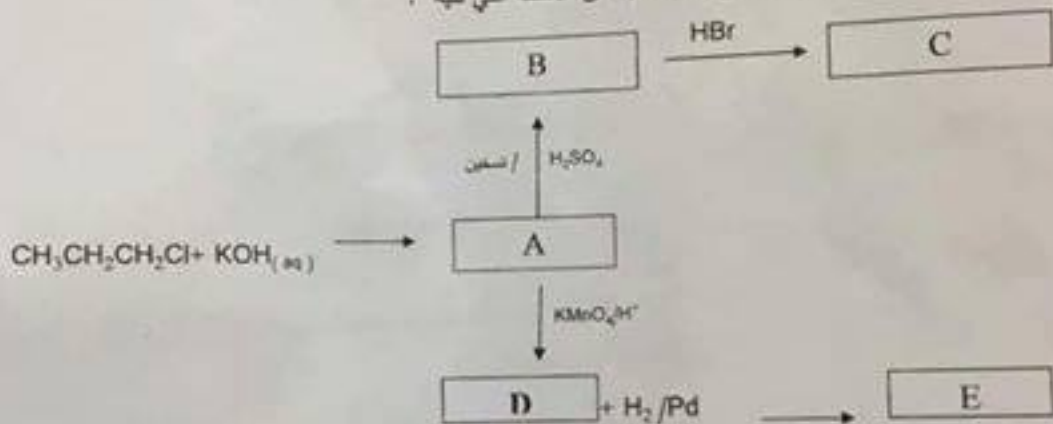 B
HBr
C
تسخين /
H₂SO₄
CH₃CH₂CH₂Cl+ KOH₍ aq ₎
A
KMnO₄/H⁺
D
+ H₂ /Pd
E